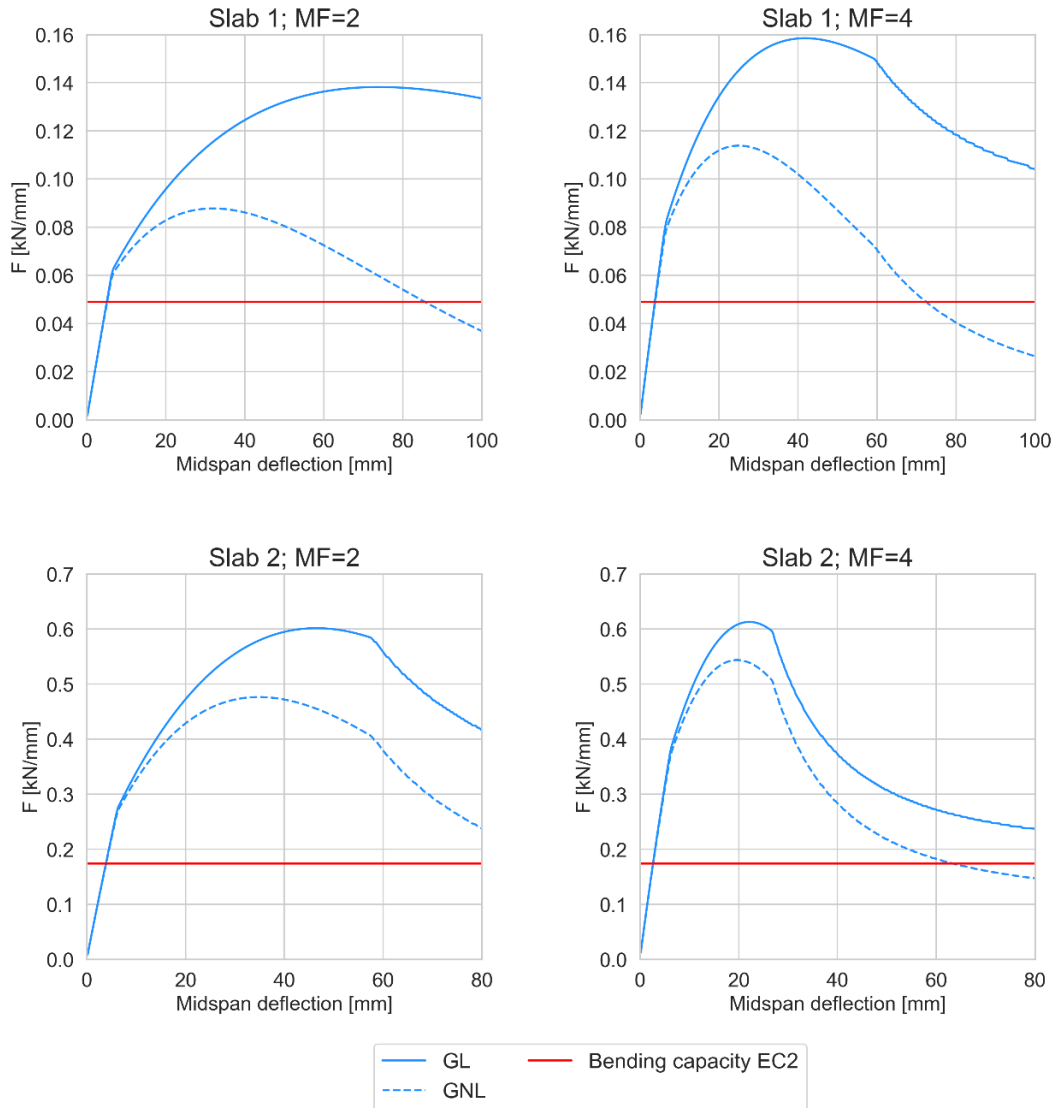 Slab 1; MF=2
0.16
0.14
0.12
0.10
0.08
0.06
0.04
0.02
0.00
F [kN/mm]
0 20 40 60 80 100
Midspan deflection [mm]
Slab 1; MF=4
0.16
0.14
0.12
0.10
0.08
0.06
0.04
0.02
0.00
F [kN/mm]
0 20 40 60 80 100
Midspan deflection [mm]
Slab 2; MF=2
0.7
0.6
0.5
0.4
0.3
0.2
0.1
0.0
F [kN/mm]
0 20 40 60 80
Midspan deflection [mm]
Slab 2; MF=4
0.7
0.6
0.5
0.4
0.3
0.2
0.1
0.0
F [kN/mm]
0 20 40 60 80
Midspan deflection [mm]
GL
GNL
Bending capacity EC2